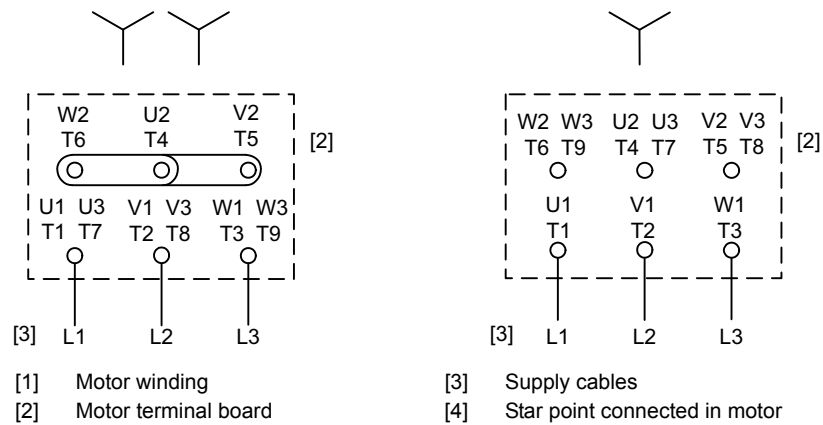 W2 U2 V2
T6 T4 T5
[2]
U1 U3 V1 V3 W1 W3
T1 T7 T2 T8 T3 T9
[3] L1 L2 L3
W2 W3 U2 U3 V2 V3
T6 T9 T4 T7 T5 T8
[2]
U1 V1 W1
T1 T2 T3
[3] L1 L2 L3
[1] Motor winding
[2] Motor terminal board
[3] Supply cables
[4] Star point connected in motor